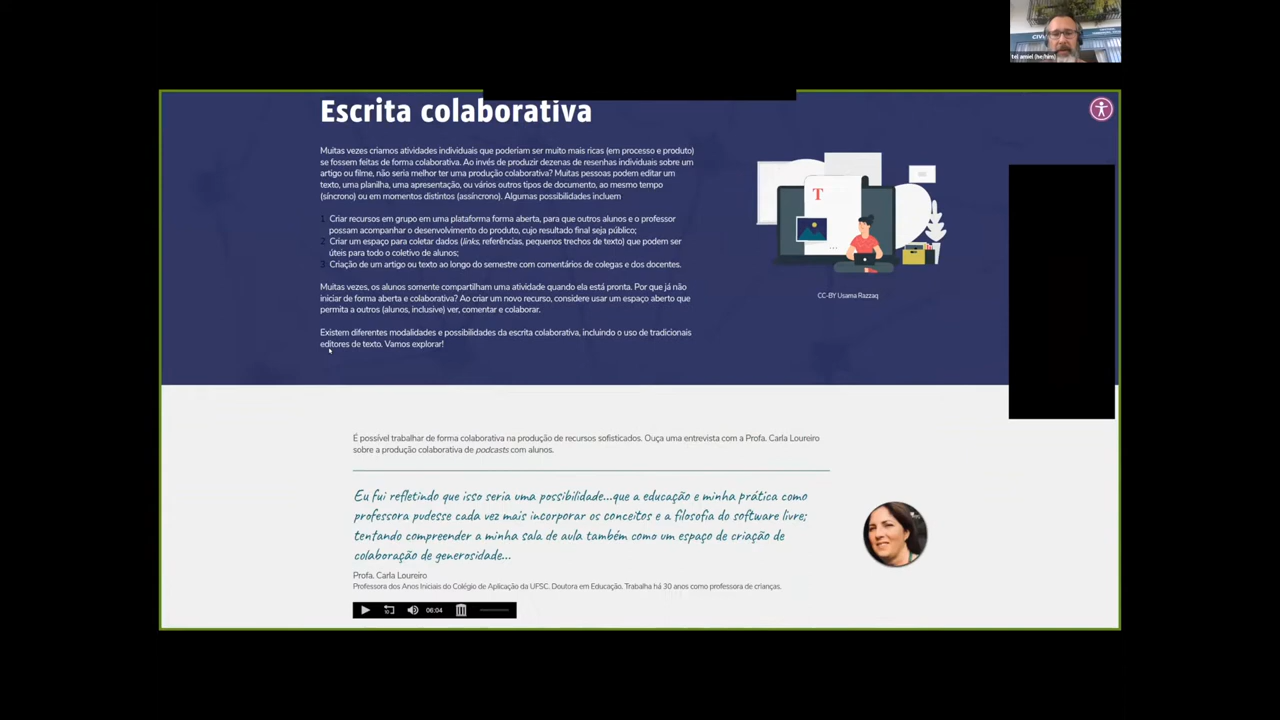 CIVI
tel amiel (he/him)
Escrita colaborativa
Muitas vezes criamos atividades individuais que poderiam ser muito mais ricas (em processo e produto)
se fossem feitas de forma colaborativa. Ao invés de produzir dezenas de resenhas individuais sobre um
artigo ou filme, não seria melhor ter uma produção colaborativa? Muitas pessoas podem editar um
texto, uma planilha, uma apresentação, ou vários outros tipos de documento, ao mesmo tempo
(síncrono) ou em momentos distintos (assíncrono). Algumas possibilidades incluem
1 Criar recursos em grupo em uma plataforma forma aberta, para que outros alunos e o professor
possam acompanhar o desenvolvimento do produto, cujo resultado final seja público;
2 Criar um espaço para coletar dados (links, referências, pequenos trechos de texto) que podem ser
úteis para todo o coletivo de alunos;
3 Criação de um artigo ou texto ao longo do semestre com comentários de colegas e dos docentes.
Muitas vezes, os alunos somente compartilham uma atividade quando ela está pronta. Por que já não
iniciar de forma aberta e colaborativa? Ao criar um novo recurso, considere usar um espaço aberto que
permita a outros (alunos, inclusive) ver, comentar e colaborar.
Existem diferentes modalidades e possibilidades da escrita colaborativa, incluindo o uso de tradicionais
editores de texto. Vamos explorar!
T
CC-BY Usama Razzaq
É possível trabalhar de forma colaborativa na produção de recursos sofisticados. Ouça uma entrevista com a Profa. Carla Loureiro
sobre a produção colaborativa de podcasts com alunos.
Eu fui refletindo que isso seria uma possibilidade...que a educação e minha prática como
professora pudesse cada vez mais incorporar os conceitos e a filosofia do software livre;
tentando compreender a minha sala de aula também como um espaço de criação de
colaboração de generosidade...
Profa. Carla Loureiro
Professora dos Anos Iniciais do Colégio de Aplicação da UFSC. Doutora em Educação. Trabalha há 30 anos como professora de crianças.
10
06:04